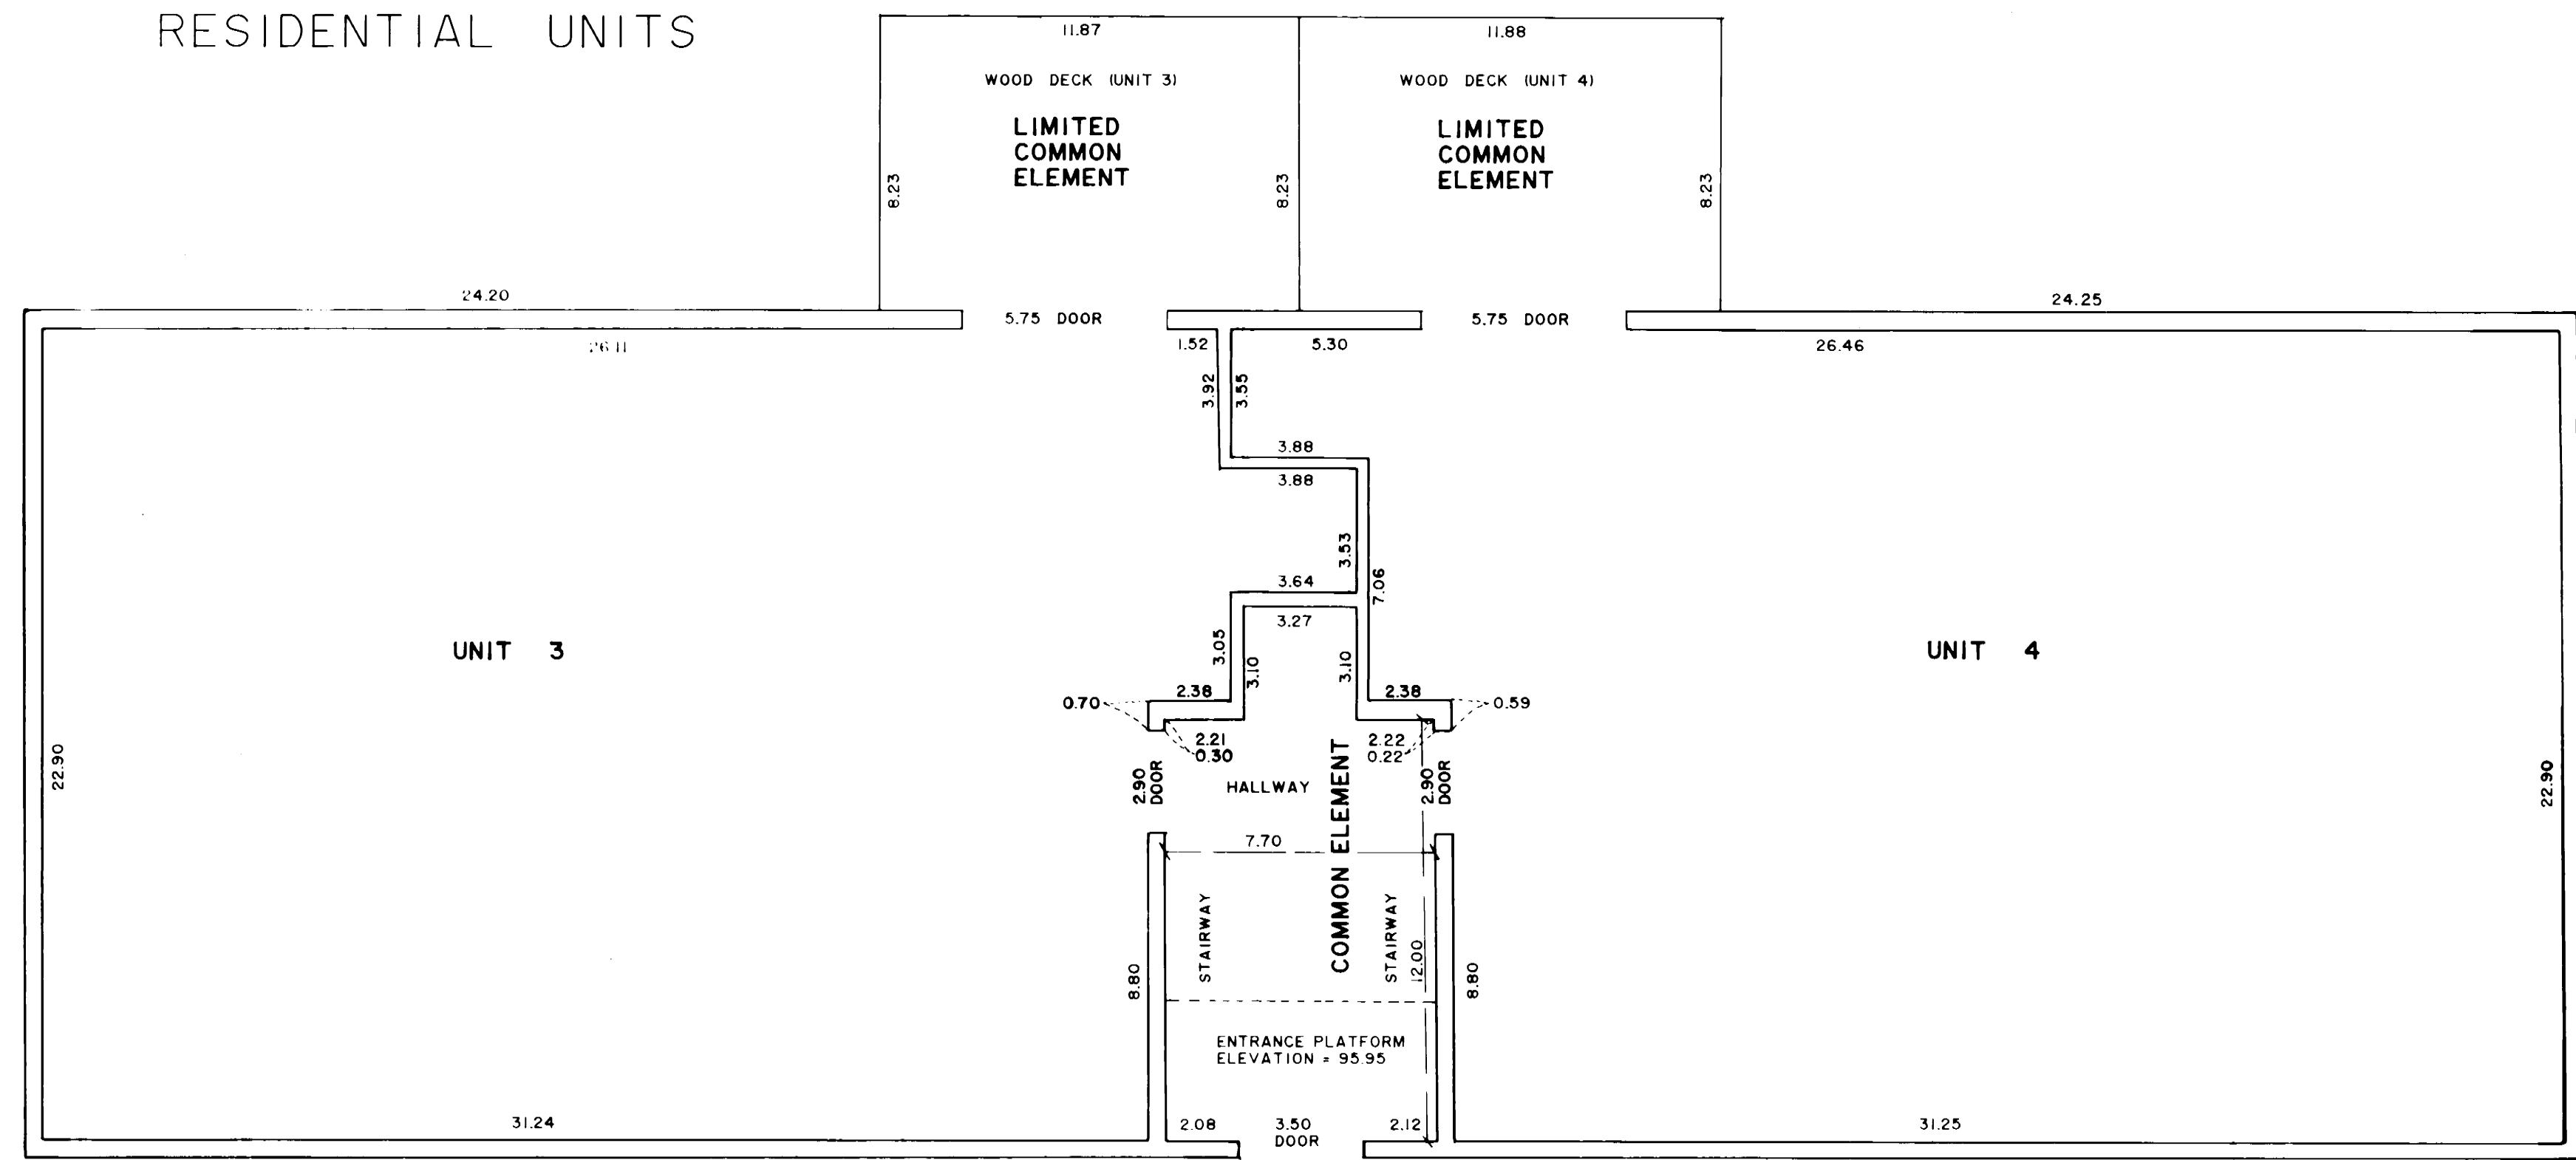 RESIDENTIAL UNITS
11.87
11.88
WOOD DECK (UNIT 3)
WOOD DECK (UNIT 4)
LIMITED
COMMON
ELEMENT
LIMITED
COMMON
ELEMENT
8.23
8.23
8.23
24.20
24.25
5.75 DOOR
5.75 DOOR
26.11
1.52
5.30
26.46
3.92
3.55
3.88
3.88
3.53
7.06
3.64
3.27
UNIT 3
UNIT 4
3.05
3.10
3.10
2.38
2.38
0.70
0.59
2.21
0.30
2.22
0.22
22.90
22.90
2.90
DOOR
HALLWAY
COMMON ELEMENT
2.90
DOOR
7.70
STAIRWAY
STAIRWAY
12.00
8.80
8.80
ENTRANCE PLATFORM
ELEVATION = 95.95
31.24
2.08
3.50
DOOR
2.12
31.25